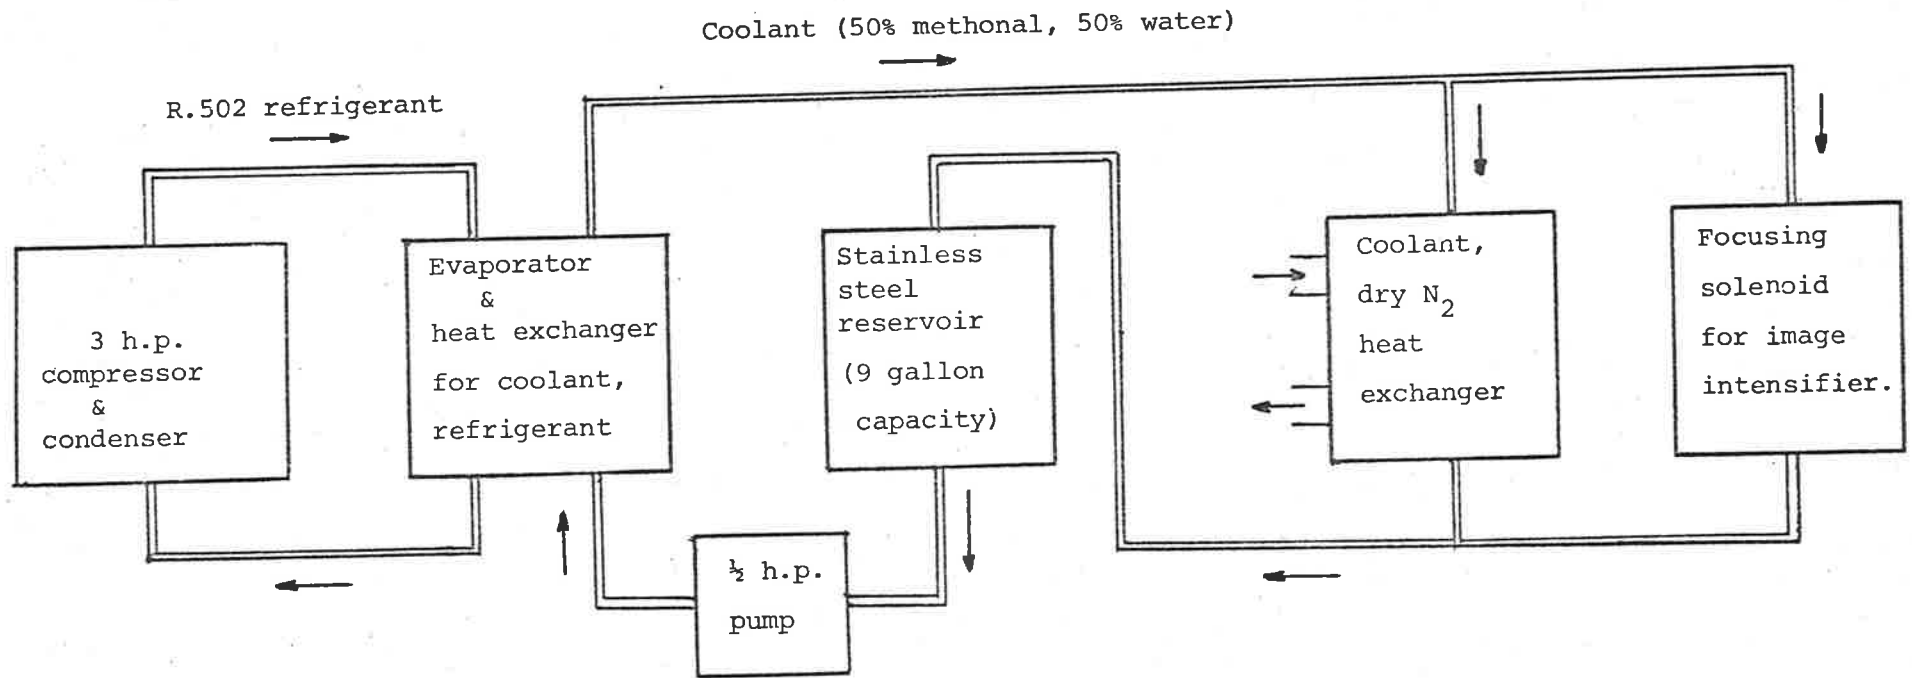 Coolant (50% methonal, 50% water)
R.502 refrigerant
3 h.p.
compressor
&
condenser
Evaporator
&
heat exchanger
for coolant,
refrigerant
Stainless
steel
reservoir
(9 gallon
capacity)
½ h.p.
pump
Coolant,
dry N2
heat
exchanger
Focusing
solenoid
for image
intensifier.